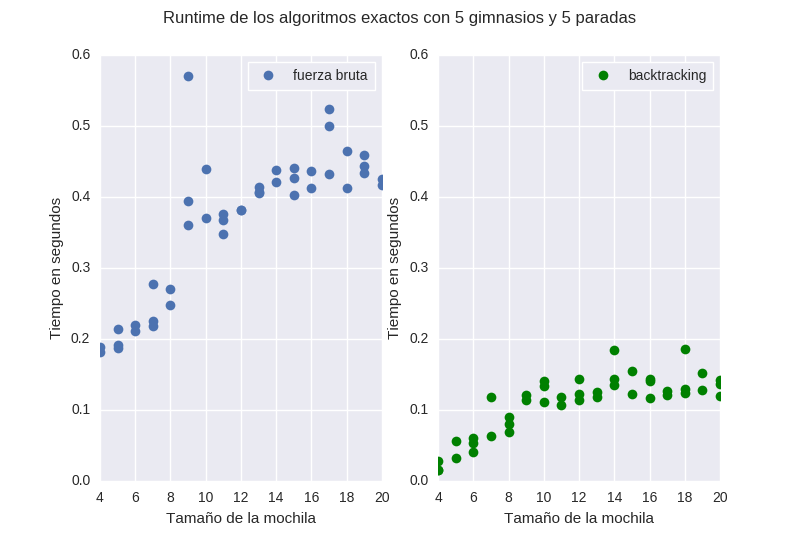 Runtime de los algoritmos exactos con 5 gimnasios y 5 paradas
0.6
0.5
0.4
0.3
0.2
0.1
0.0
Tiempo en segundos
fuerza bruta
4 6 8 10 12 14 16 18 20
Tamaño de la mochila
0.6
0.5
0.4
0.3
0.2
0.1
0.0
Tiempo en segundos
backtracking
4 6 8 10 12 14 16 18 20
Tamaño de la mochila